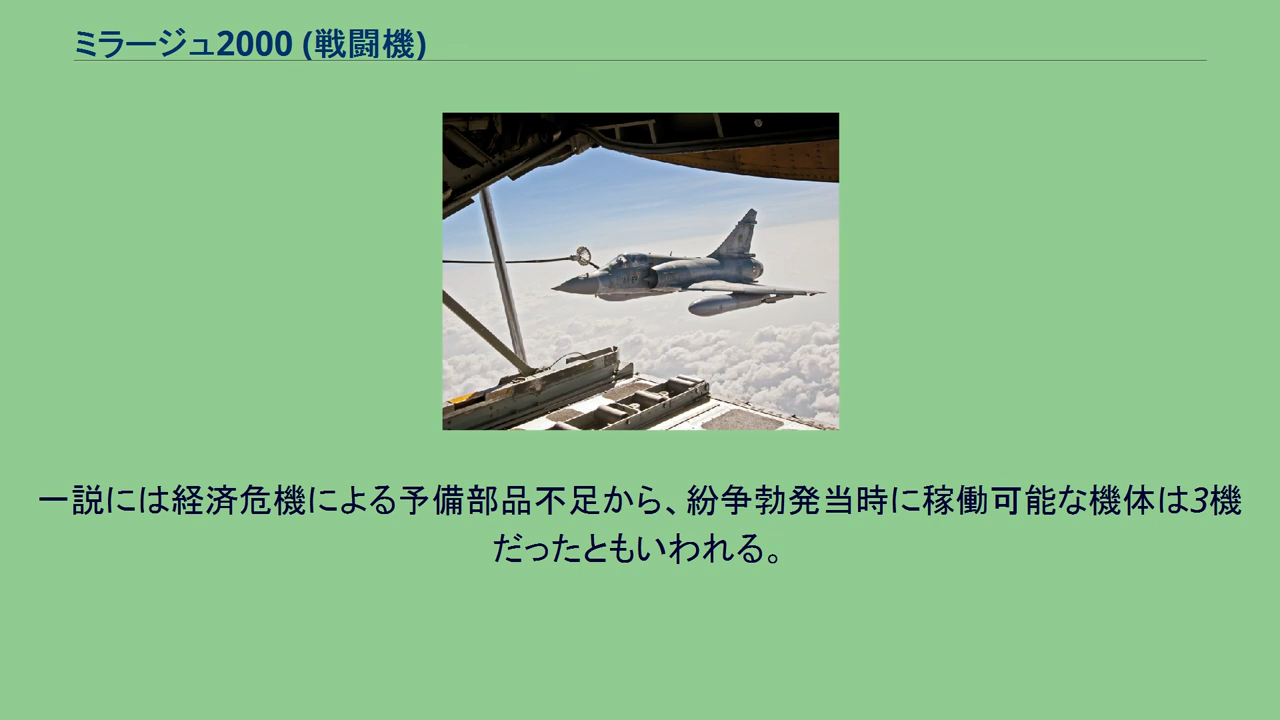 ミラージュ2000 (戦闘機)
一説には経済危機による予備部品不足から、紛争勃発当時に稼働可能な機体は3機
だったともいわれる。